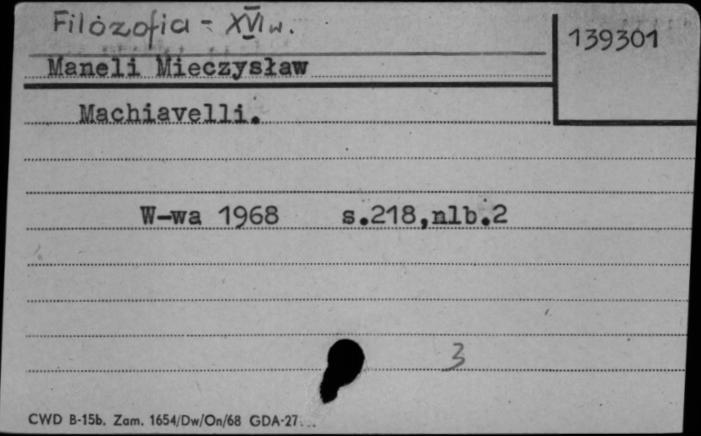 Filozofia - XVI w.
139301
Maneli Mieczysław
Machiavelli.
W-wa 1968 s.218,nlb.2
3
CWD B-15b. Zam. 1654/Dw/On/68 GDA-27...